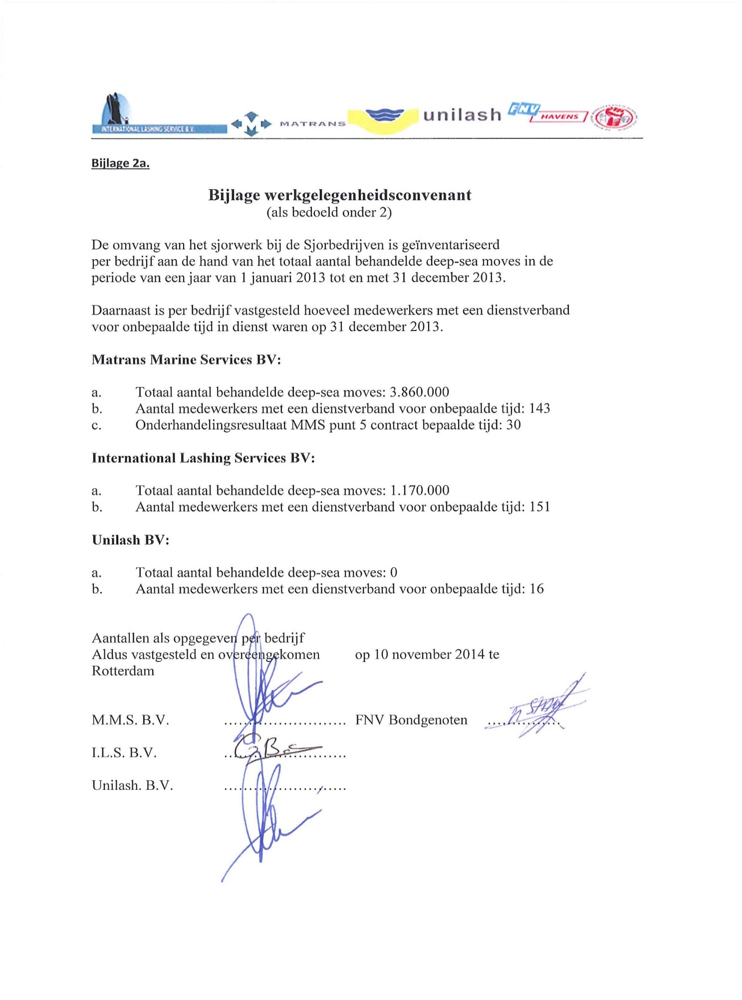 INTERNATIONAL LASHING SERVICE B.V.
MATRANS
unilash
FNV
HAVENS
Bijlage 2a.
Bijlage werkgelegenheidsconvenant
(als bedoeld onder 2)
De omvang van het sjorwerk bij de Sjorbedrijven is geïnventariseerd
per bedrijf aan de hand van het totaal aantal behandelde deep-sea moves in de
periode van een jaar van 1 januari 2013 tot en met 31 december 2013.
Daarnaast is per bedrijf vastgesteld hoeveel medewerkers met een dienstverband
voor onbepaalde tijd in dienst waren op 31 december 2013.
Matrans Marine Services BV:
a. Totaal aantal behandelde deep-sea moves: 3.860.000
b. Aantal medewerkers met een dienstverband voor onbepaalde tijd: 143
c. Onderhandelingsresultaat MMS punt 5 contract bepaalde tijd: 30
International Lashing Services BV:
a. Totaal aantal behandelde deep-sea moves: 1.170.000
b. Aantal medewerkers met een dienstverband voor onbepaalde tijd: 151
Unilash BV:
a. Totaal aantal behandelde deep-sea moves: 0
b. Aantal medewerkers met een dienstverband voor onbepaalde tijd: 16
Aantallen als opgegeven per bedrijf
Aldus vastgesteld en overeengekomen op 10 november 2014 te
Rotterdam
M.M.S. B.V. ........................... FNV Bondgenoten ................
I.L.S. B.V. ...........................
Unilash. B.V. ...........................